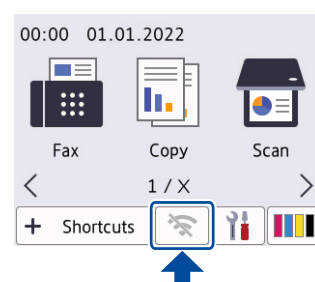 00:00 01.01.2022
Fax Copy Scan
< 1 / X >
+ Shortcuts